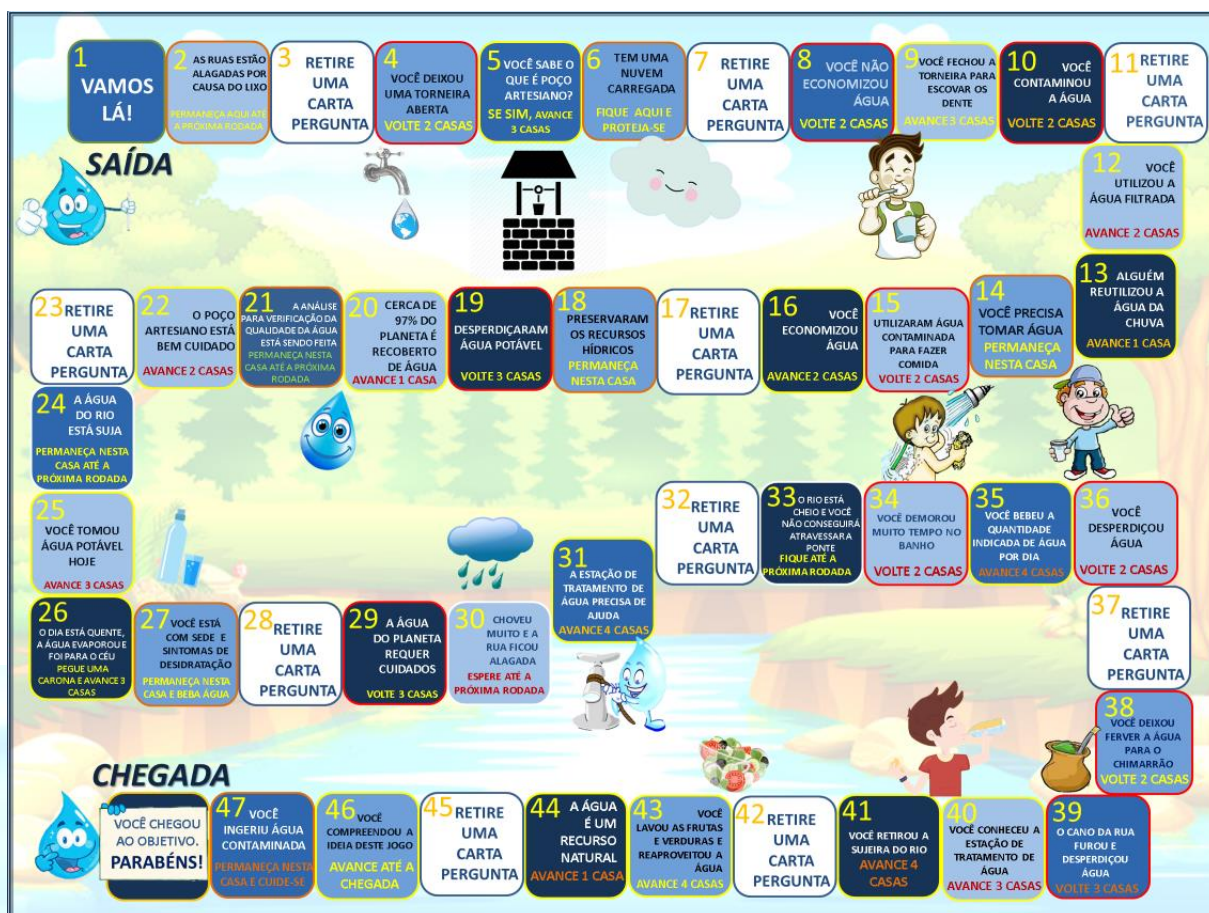 1
VAMOS
LÁ!
2
AS RUAS ESTÃO
ALAGADAS POR
CAUSA DO LIXO
PERMANEÇA AQUI ATÉ
A PRÓXIMA RODADA
3
RETIRE
UMA
CARTA
PERGUNTA
4
VOCÊ DEIXOU
UMA TORNEIRA
ABERTA
VOLTE 2 CASAS
5
VOCÊ SABE O
QUE É POÇO
ARTESIANO?
SE SIM, AVANCE
3 CASAS
6
TEM UMA
NUVEM
CARREGADA
FIQUE AQUI E
PROTEJA-SE
7
RETIRE
UMA
CARTA
PERGUNTA
8
VOCÊ NÃO
ECONOMIZOU
ÁGUA
VOLTE 2 CASAS
9
VOCÊ FECHOU A
TORNEIRA PARA
ESCOVAR OS
DENTE
AVANCE 3 CASAS
10
VOCÊ
CONTAMINOU
A ÁGUA
VOLTE 2 CASAS
11
RETIRE
UMA
CARTA
PERGUNTA
SAÍDA
12
VOCÊ
UTILIZOU A
ÁGUA FILTRADA
AVANCE 2 CASAS
13
ALGUÉM
REUTILIZOU A
ÁGUA DA
CHUVA
AVANCE 1 CASA
14
VOCÊ PRECISA
TOMAR ÁGUA
PERMANEÇA
NESTA CASA
15
UTILIZARAM ÁGUA
CONTAMINADA
PARA FAZER
COMIDA
VOLTE 2 CASAS
16
VOCÊ
ECONOMIZOU
ÁGUA
AVANCE 2 CASAS
17
RETIRE
UMA
CARTA
PERGUNTA
18
PRESERVARAM
OS RECURSOS
HÍDRICOS
PERMANEÇA
NESTA CASA
19
DESPERDIÇARAM
ÁGUA POTÁVEL
VOLTE 3 CASAS
20
CERCA DE
97% DO
PLANETA É
RECOBERTO
DE ÁGUA
AVANCE 1 CASA
21
A ANÁLISE
PARA VERIFICAÇÃO DA
QUALIDADE DA ÁGUA
ESTÁ SENDO FEITA
PERMANEÇA NESTA
CASA ATÉ A PRÓXIMA
RODADA
22
O POÇO
ARTESIANO ESTÁ
BEM CUIDADO
AVANCE 2 CASAS
23
RETIRE
UMA
CARTA
PERGUNTA
24
A ÁGUA
DO RIO
ESTÁ SUJA
PERMANEÇA NESTA
CASA ATÉ A
PRÓXIMA RODADA
25
VOCÊ TOMOU
ÁGUA POTÁVEL
HOJE
AVANCE 3 CASAS
26
O DIA ESTÁ QUENTE,
A ÁGUA EVAPOROU E
FOI PARA O CÉU
PEGUE UMA
CARONA E AVANCE 3
CASAS
27
VOCÊ ESTÁ
COM SEDE E
SINTOMAS DE
DESIDRATAÇÃO
PERMANEÇA NESTA
CASA E BEBA ÁGUA
28
RETIRE
UMA
CARTA
PERGUNTA
29
A ÁGUA
DO PLANETA
REQUER
CUIDADOS
VOLTE 3 CASAS
30
CHOVEU
MUITO E A
RUA FICOU
ALAGADA
ESPERE ATÉ A
PRÓXIMA RODADA
31
A ESTAÇÃO DE
TRATAMENTO DE
ÁGUA PRECISA DE
AJUDA
AVANCE 4 CASAS
32
RETIRE
UMA
CARTA
PERGUNTA
33
O RIO ESTÁ
CHEIO E VOCÊ
NÃO CONSEGUIRÁ
ATRAVESSAR A
PONTE
FIQUE ATÉ A
PRÓXIMA RODADA
34
VOCÊ DEMOROU
MUITO TEMPO NO
BANHO
VOLTE 2 CASAS
35
VOCÊ BEBEU A
QUANTIDADE
INDICADA DE ÁGUA
POR DIA
AVANCE 4 CASAS
36
VOCÊ
DESPERDIÇOU
ÁGUA
VOLTE 2 CASAS
37
RETIRE
UMA
CARTA
PERGUNTA
38
VOCÊ DEIXOU
FERVER A ÁGUA
PARA O
CHIMARRÃO
VOLTE 2 CASAS
39
O CANO DA RUA
FUROU E
DESPERDIÇOU
ÁGUA
VOLTE 3 CASAS
40
VOCÊ CONHECEU A
ESTAÇÃO DE
TRATAMENTO DE
ÁGUA
AVANCE 3 CASAS
41
VOCÊ RETIROU A
SUJEIRA DO RIO
AVANCE 4
CASAS
42
RETIRE
UMA
CARTA
PERGUNTA
43
VOCÊ
LAVOU AS FRUTAS
E VERDURAS E
REAPROVEITOU A
ÁGUA
AVANCE 4 CASAS
44
A ÁGUA
É UM
RECURSO
NATURAL
AVANCE 1 CASA
45
RETIRE
UMA
CARTA
PERGUNTA
46
VOCÊ
COMPREENDOU A
IDEIA DESTE JOGO
AVANCE ATÉ A
CHEGADA
47
VOCÊ
INGERIU ÁGUA
CONTAMINADA
PERMANEÇA NESTA
CASA E CUIDE-SE
CHEGADA
VOCÊ CHEGOU
AO OBJETIVO.
PARABÉNS!